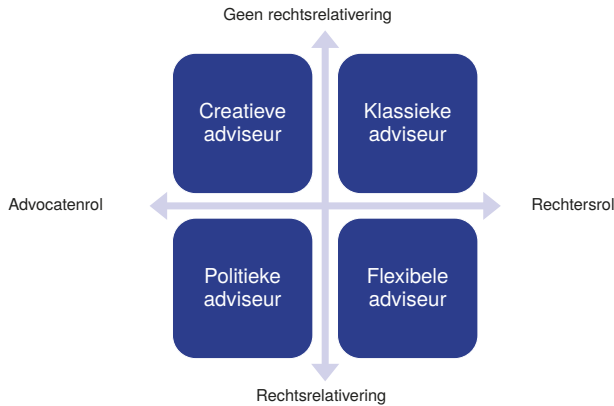 Geen rechtsrelativering
Creatieve
adviseur
Klassieke
adviseur
Advocatenrol
Rechtersrol
Politieke
adviseur
Flexibele
adviseur
Rechtsrelativering